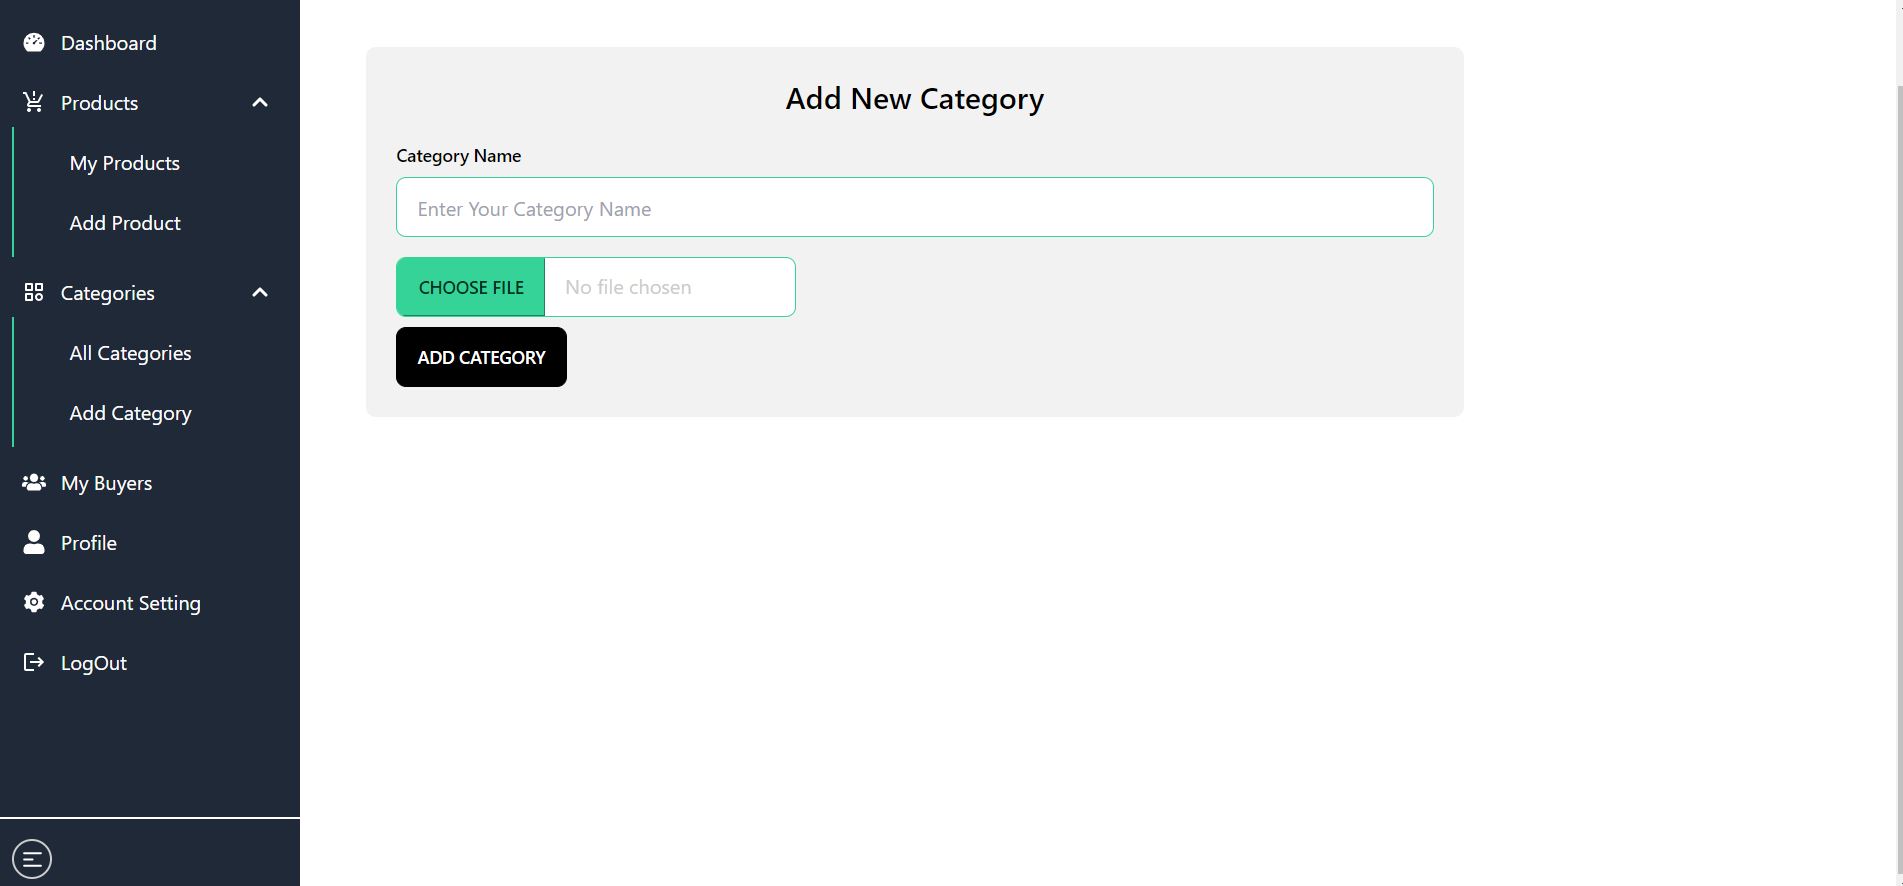 Dashboard
Products
My Products
Add Product
Categories
All Categories
Add Category
My Buyers
Profile
Account Setting
LogOut
Add New Category
Category Name
Enter Your Category Name
CHOOSE FILE No file chosen
ADD CATEGORY